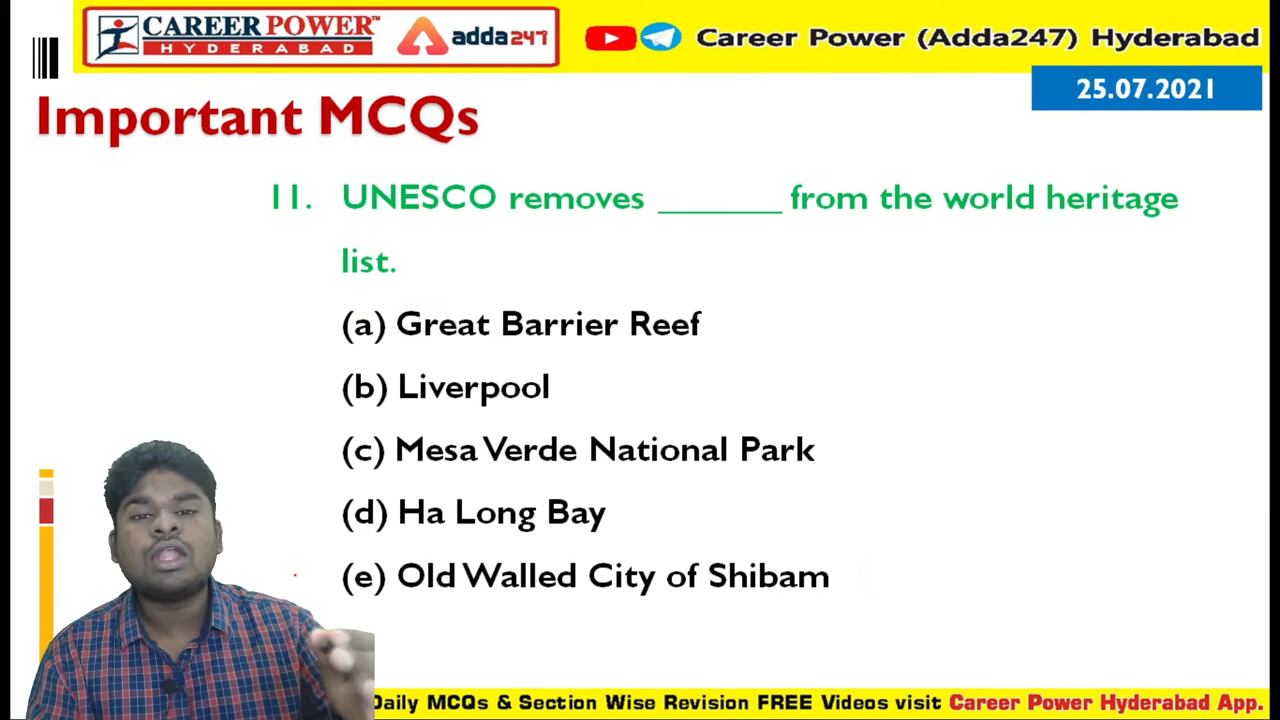 CAREER POWER™
HYDERABAD
adda247
Career Power (Adda247) Hyderabad
25.07.2021
Important MCQs
11. UNESCO removes _______ from the world heritage
list.
(a) Great Barrier Reef
(b) Liverpool
(c) Mesa Verde National Park
(d) Ha Long Bay
(e) Old Walled City of Shibam
Daily MCQs & Section Wise Revision FREE Videos visit Career Power Hyderabad App.